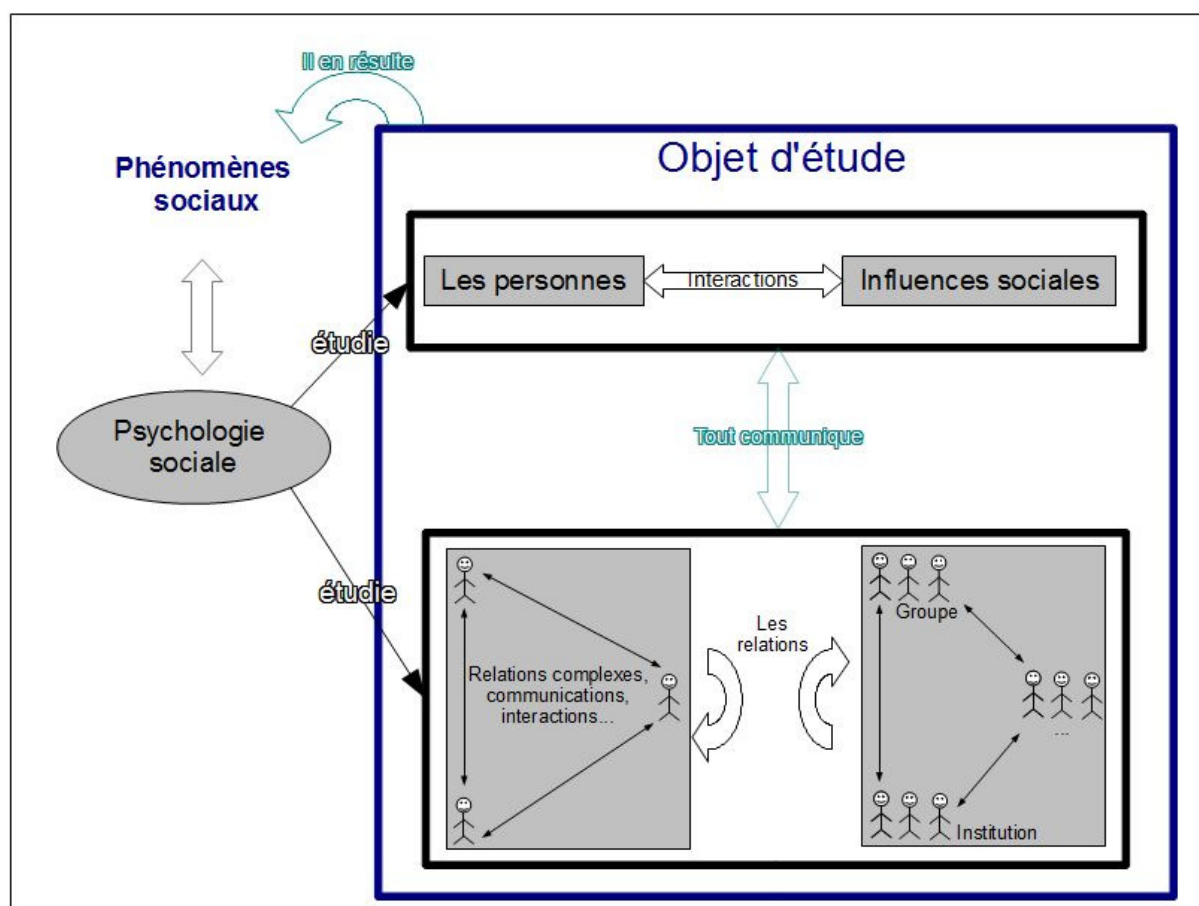 Il en résulte
Phénomènes
sociaux
Objet d'étude
Les personnes
Interactions
Influences sociales
étudie
Psychologie
sociale
Tout communique
étudie
Les
relations
Groupe
Relations complexes,
communications,
interactions...
...
Institution